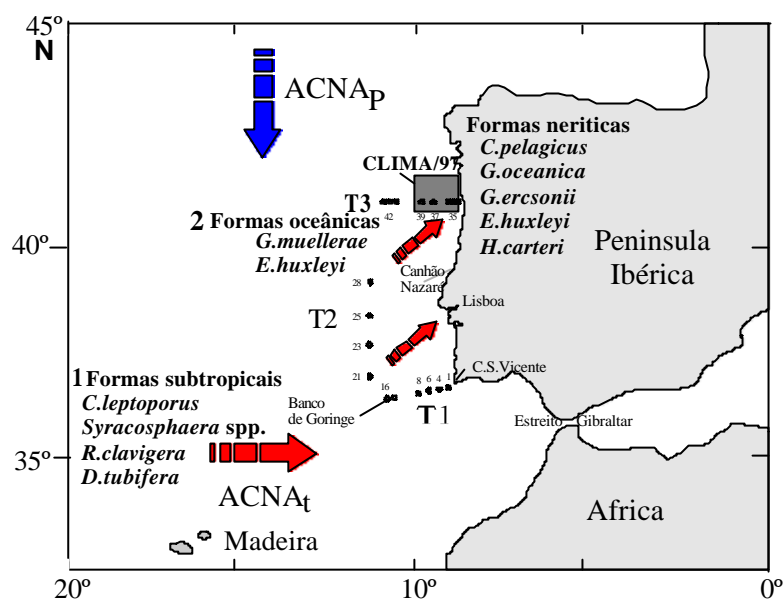 45º
N
ACNAP
Formas neriticas
C.pelagicus
G.oceanica
G.ercsonii
E.huxleyi
H.carteri
CLIMA/97
T3
42
39
37
35
2 Formas oceânicas
G.muellerae
E.huxleyi
40º
Peninsula
Ibérica
Canhão
Nazaré
28
Lisboa
T2
25
23
21
1 Formas subtropicais
C.leptoporus
Syracosphaera spp.
R.clavigera
D.tubifera
C.S.Vicente
16
8
6
4
1
Banco
de Goringe
T1
Estreito Gibraltar
35º
ACNAt
Africa
Madeira
20º
10º
0º